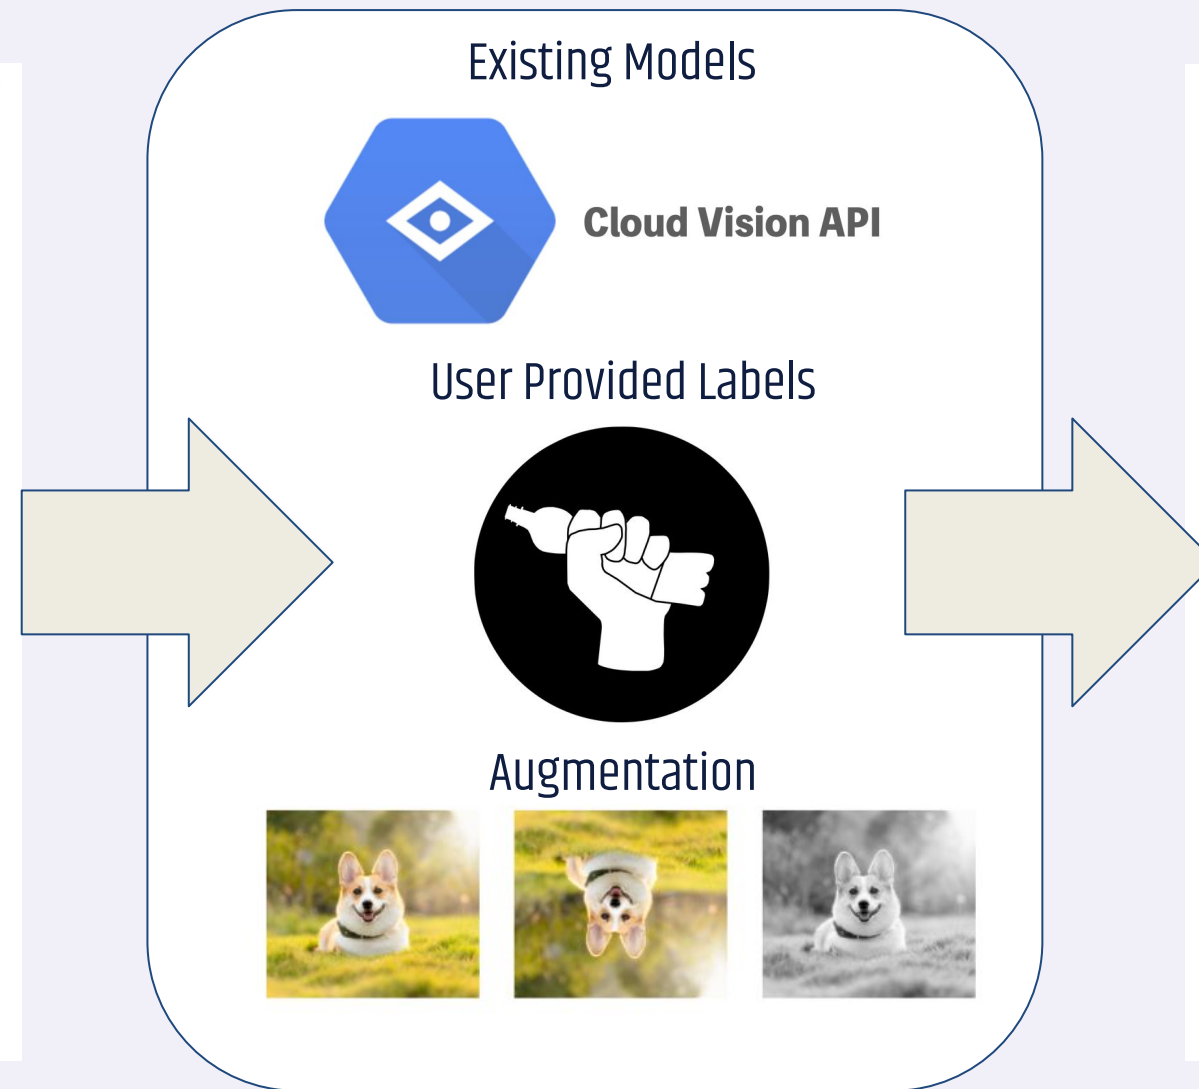 Existing Models
Cloud Vision API
User Provided Labels
Augmentation